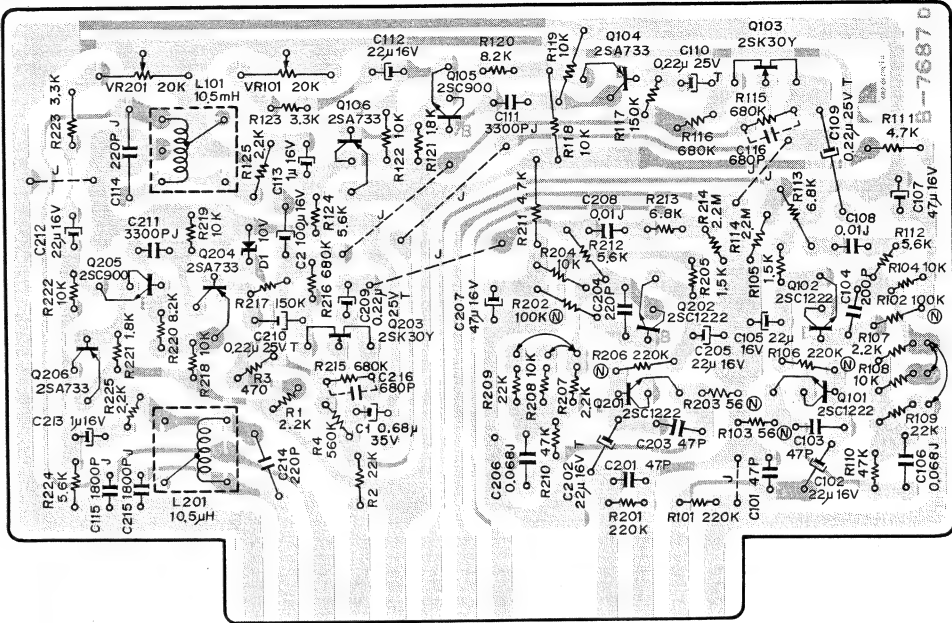 Q103
2SK30Y
C112
22µ16V
R120
8.2K
R119
10K
Q104
2SA733
C110
0.22µ 25V
T
B-7687D
VR201 20K
L101
10,5mH
VR101 20K
Q105
2SC900
R115
680K
C109
0.22µ 25V T
R111
4.7K
R223 3,3K
R123 3.3K
Q106
2SA733
C111
3300PJ
R118
10K
R117
150K
R116
680K
C116
680P
C114 220P J
R125
2,2K
C113
1µ 16V
R122
10K
R121 1,8K
J
J
J
J
J
J
R113
6.8K
C107
47µ16V
C212
22µ16V
C211
3300P J
R219
10K
Q204
2SA733
D1 10V
C2 100µ16V
R124
5,6K
R211 4.7K
C208
0,01J
R213
6.8K
R214
2.2M
R114
2,2M
C108
0,01J
R112
5,6K
Q205
2SC900
R216 680K
R204
10K
R212
5,6K
R205
1,5K
R105
1,5K
Q102
2SC1222
C104
220P
R104 10K
R222
10K
R217 150K
C209
0,22µ
25V T
Q203
2SK30Y
C207
47µ 16V
R202
100K
N
C204
220P
Q202
2SC1222
R102 100K
N
R221 1.8K
R220 8.2K
C210
0,22µ 25V T
C205
22µ 16V
C105 22µ
16V
R107
2.2K
Q206
2SA733
R218 10K
R3
470
R215 680K
C216
680P
R206 220K
N
R106
220K
N
R108
10K
R225
2,2K
R1
2.2K
R4
560K
C1 0.68µ
35V
R209
22K
R208 10K
R207
2.2K
Q201
2SC1222
R203 56
Q101
2SC1222
R109
22K
C213 1µ16V
C203 47P
R103 56
N
C103
47P
R224
5,6K
C115 1800P
C215 1800PJ
L201
10,5µH
C214
220P
R2 22K
C206
0,068J
R210 47K
C202
22µ16V T
C201 47P
R201
220K
R101 220K
C101 47P
C102
22µ16V
R110
47K
C106
0,068J